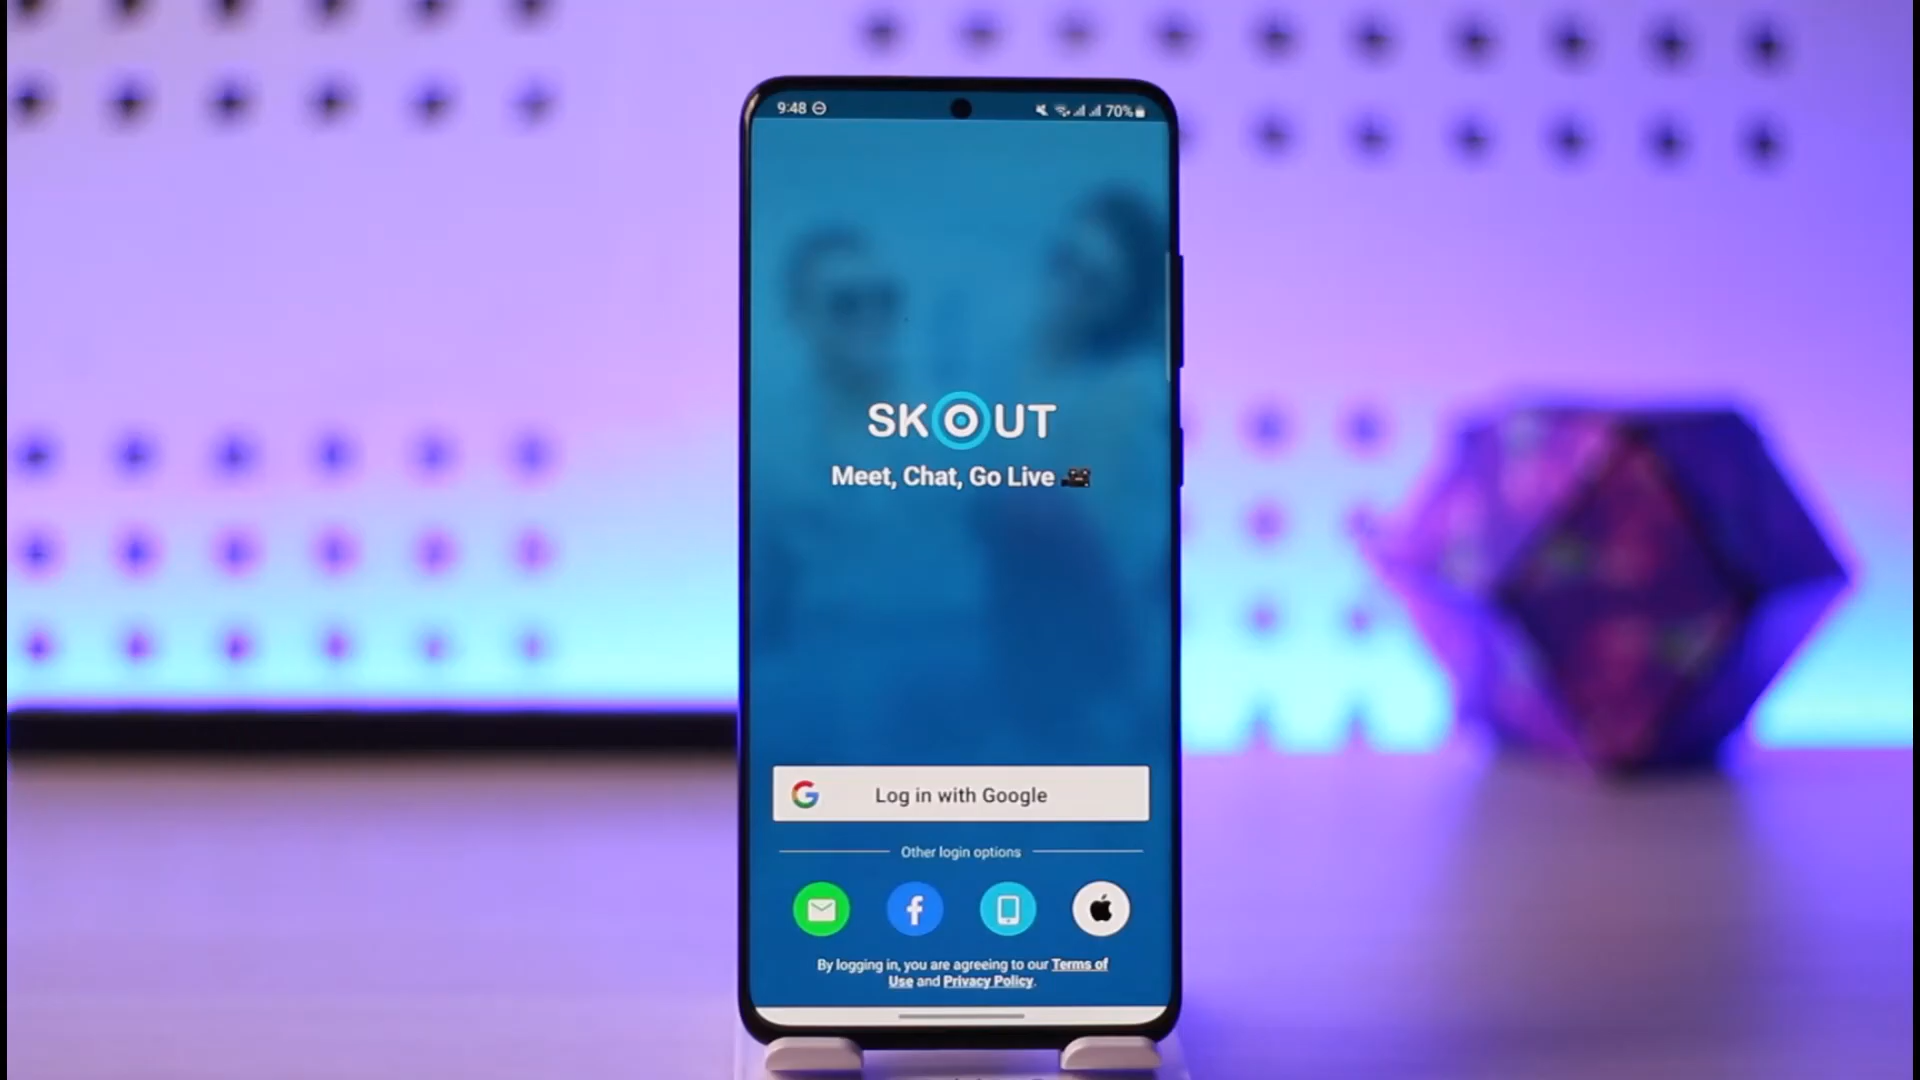 9:48
70%
SKOUT
Meet, Chat, Go Live
Log in with Google
Other login options
By logging in, you are agreeing to our Terms of
Use and Privacy Policy.